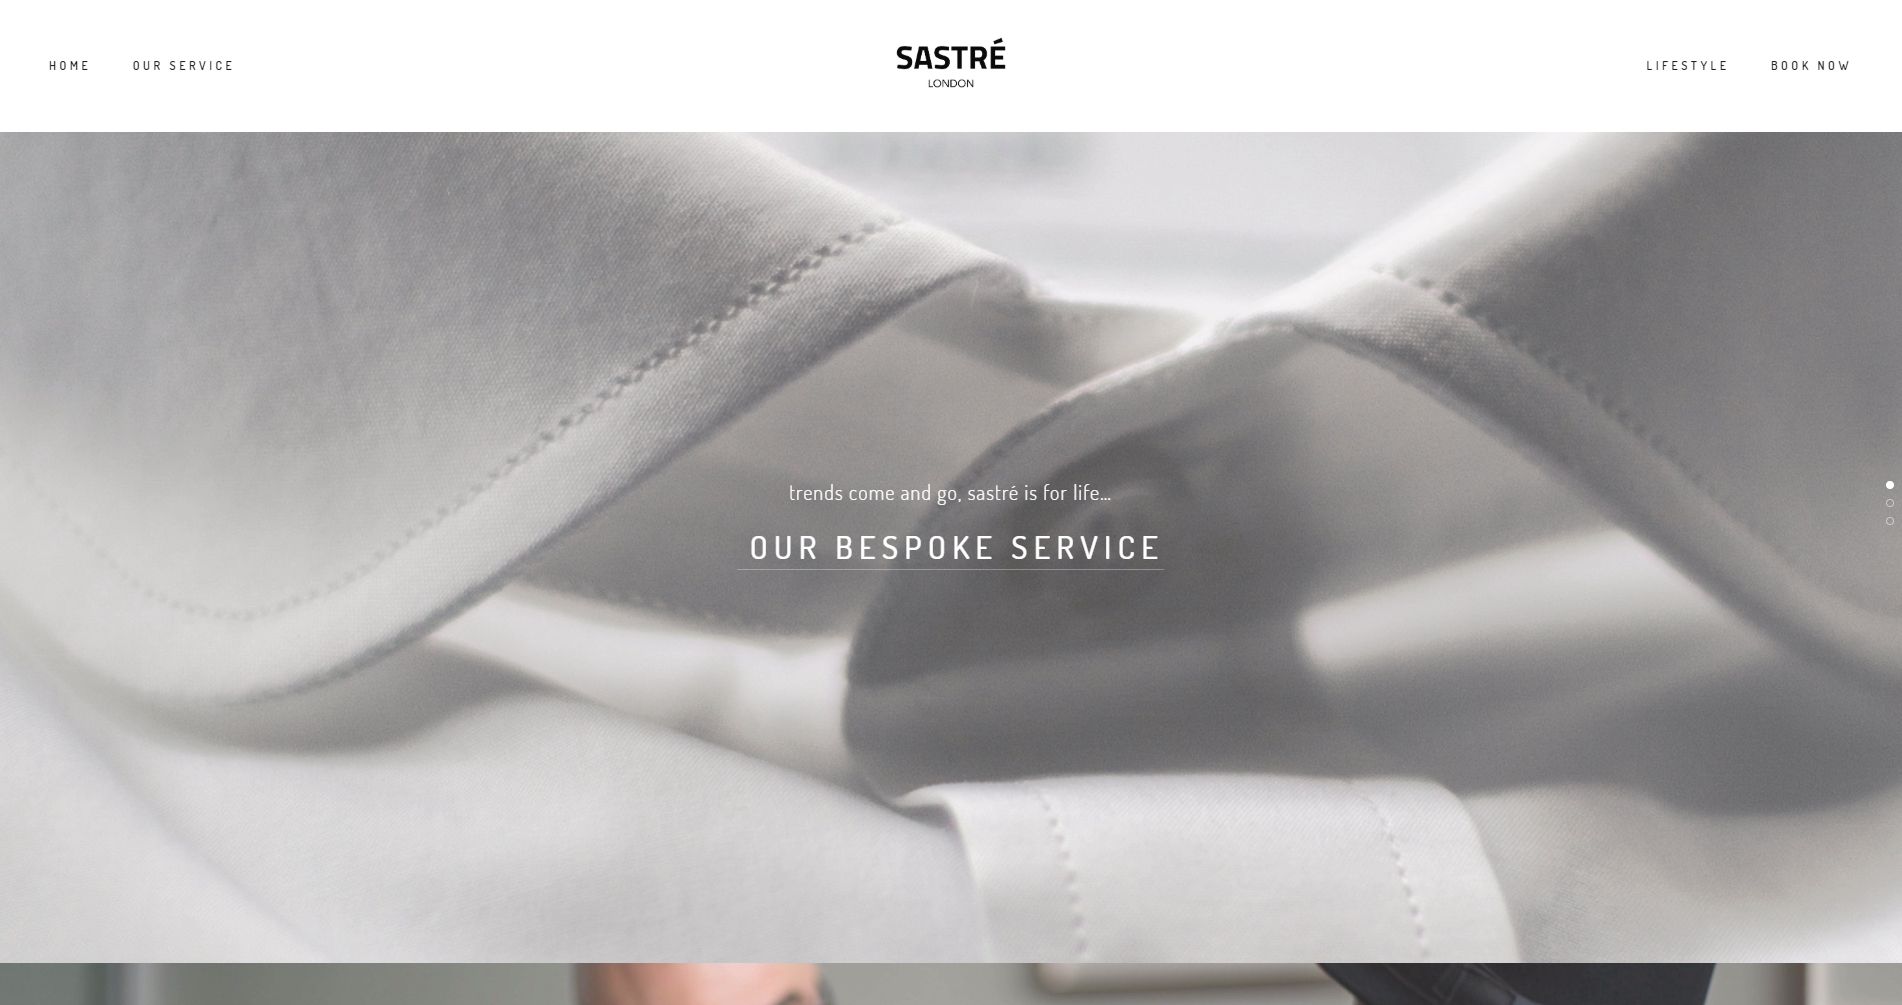 HOME
OUR SERVICE
SASTRÉ
LONDON
LIFESTYLE
BOOK NOW
trends come and go, sastré is for life...
OUR BESPOKE SERVICE